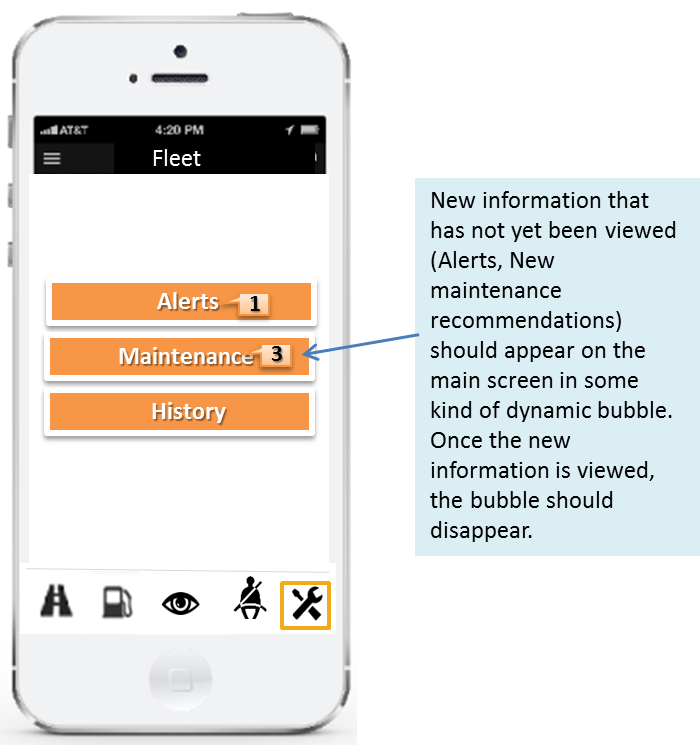 AT&T 4:20 PM
Fleet
Alerts 1
Maintenance 3
History
New information that
has not yet been viewed
(Alerts, New
maintenance
recommendations)
should appear on the
main screen in some
kind of dynamic bubble.
Once the new
information is viewed,
the bubble should
disappear.